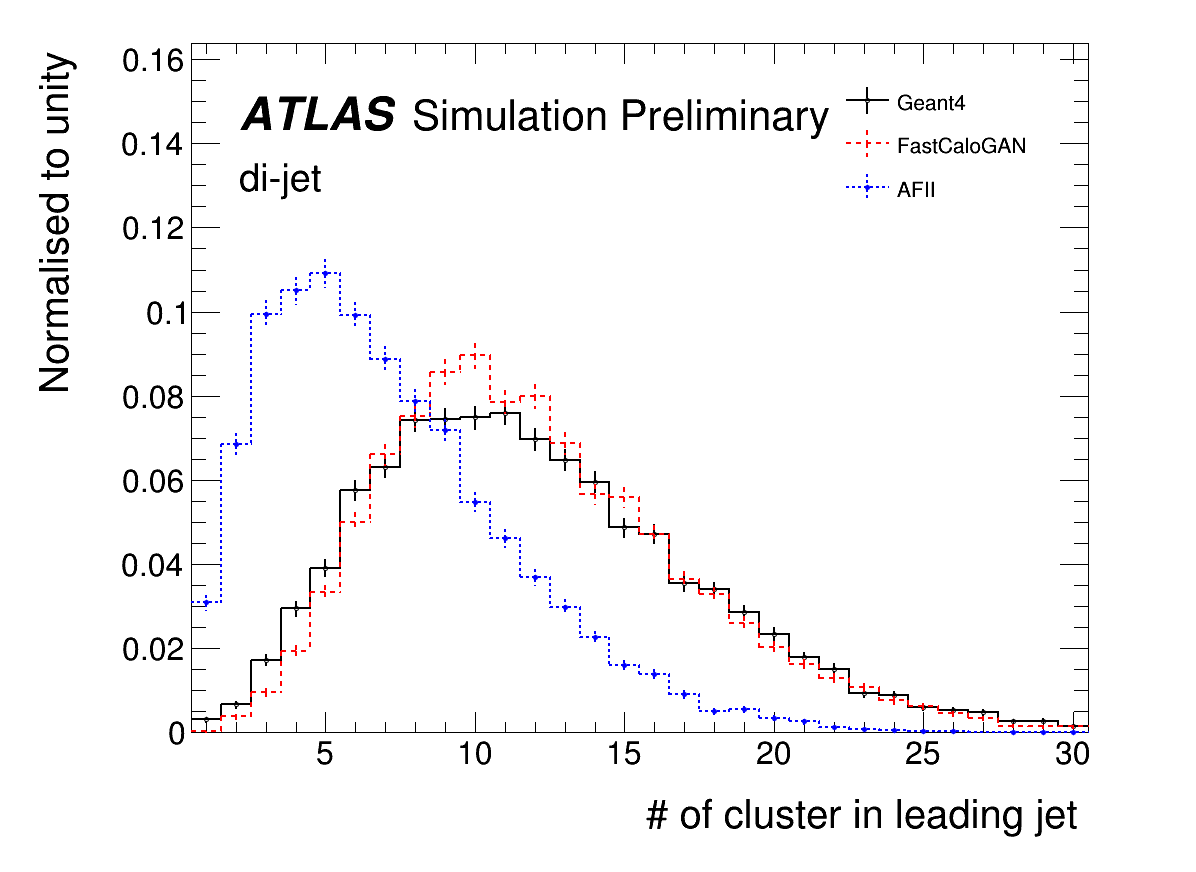 Normalised to unity
0.16
0.14
0.12
0.1
0.08
0.06
0.04
0.02
0
ATLAS Simulation Preliminary
di-jet
Geant4
FastCaloGAN
AFII
5 10 15 20 25 30
# of cluster in leading jet